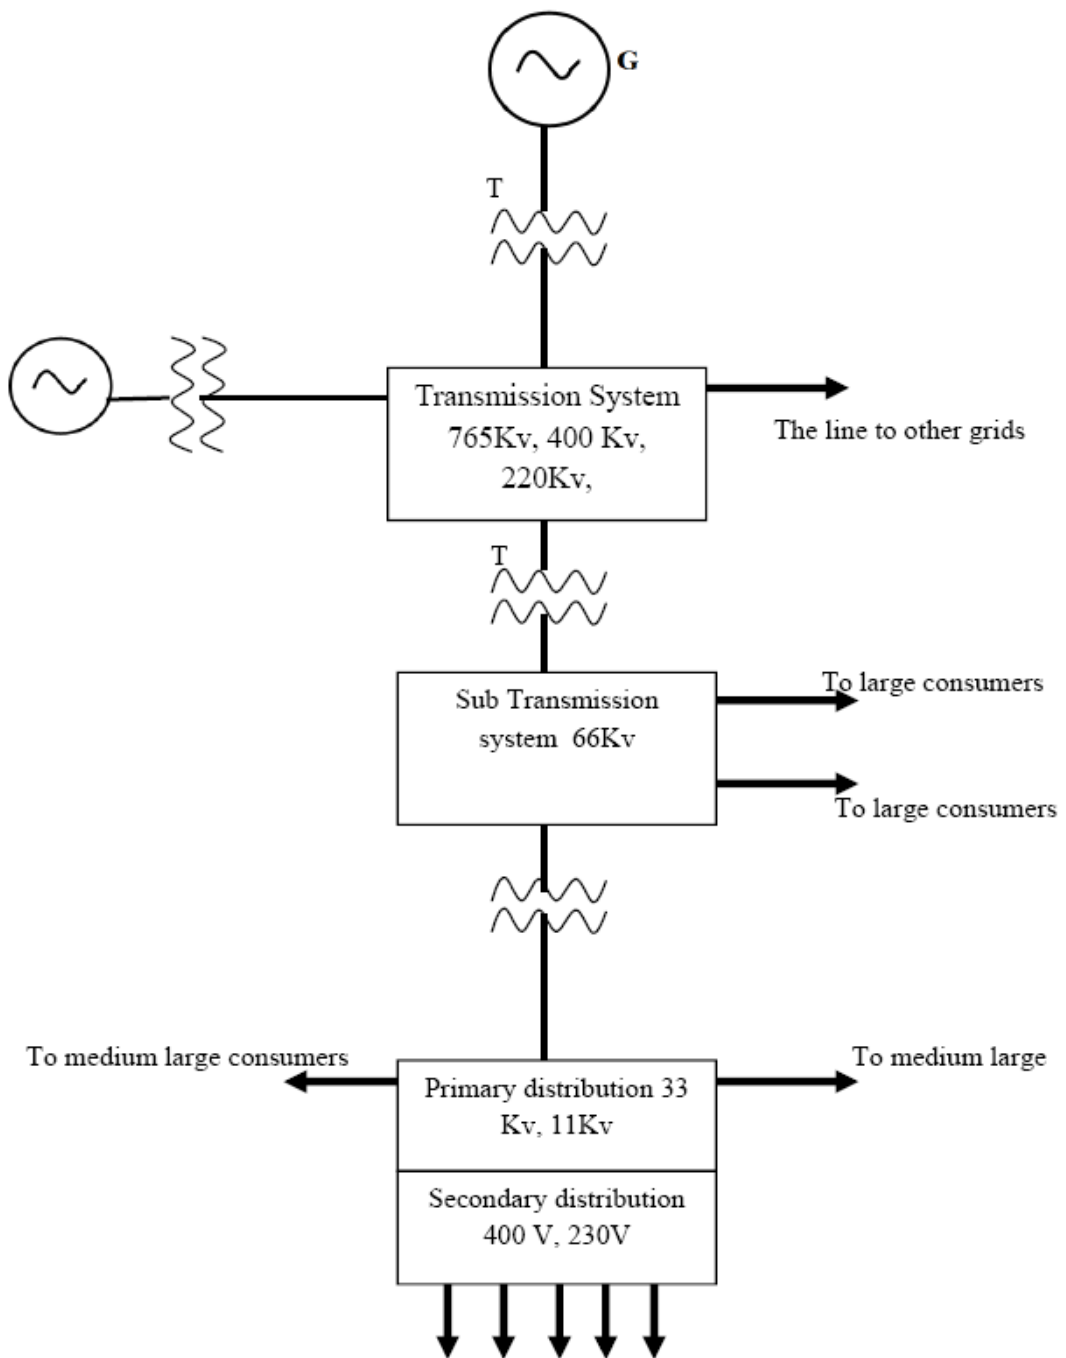 G
T
Transmission System
765Kv, 400 Kv,
220Kv,
The line to other grids
T
Sub Transmission
system 66Kv
To large consumers
To large consumers
To medium large consumers
To medium large
Primary distribution 33
Kv, 11Kv
Secondary distribution
400 V, 230V